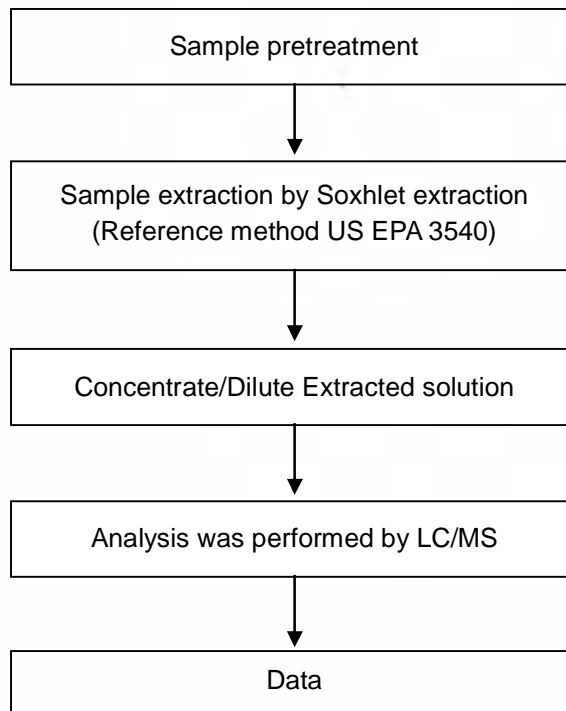 Sample pretreatment
Sample extraction by Soxhlet extraction
(Reference method US EPA 3540)
Concentrate/Dilute Extracted solution
Analysis was performed by LC/MS
Data